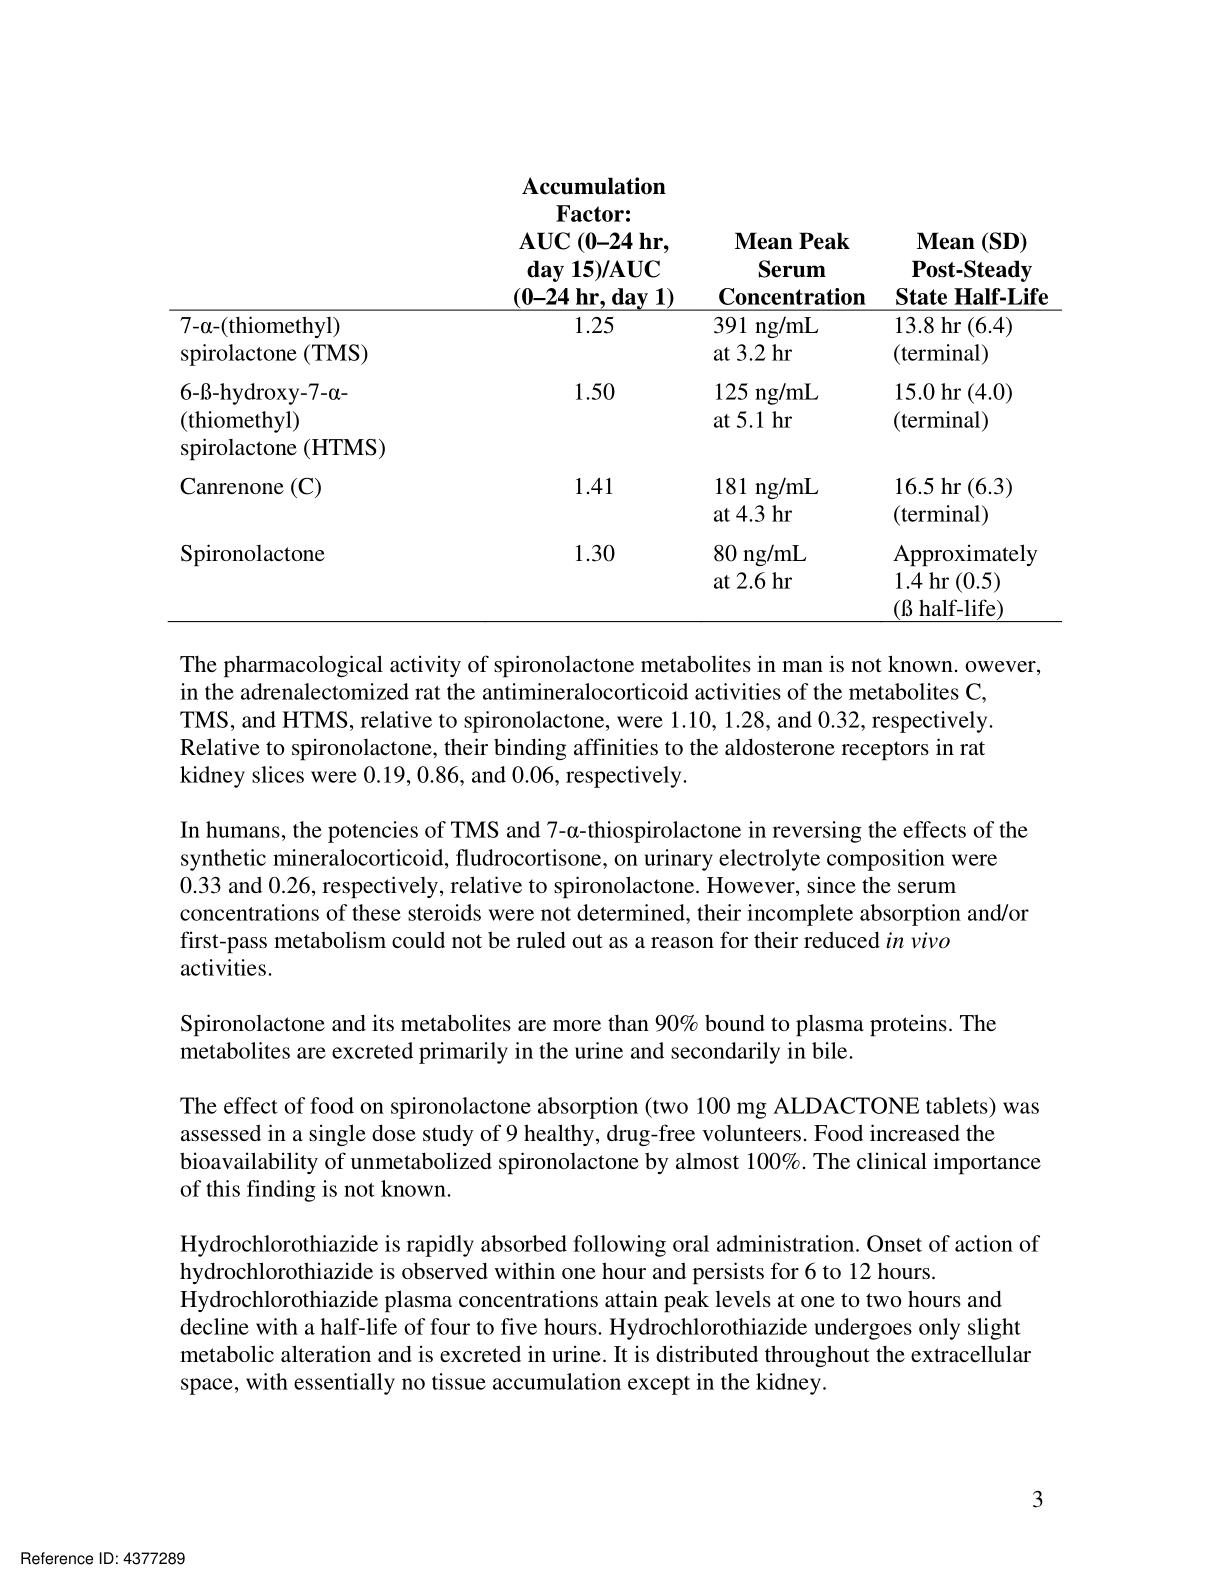 Accumulation
Factor:
AUC (0–24 hr, Mean Peak Mean (SD)
day 15)/AUC Serum Post-Steady
(0–24 hr, day 1) Concentration State Half-Life
7-α-(thiomethyl) 1.25 391 ng/mL 13.8 hr (6.4)
spirolactone (TMS) at 3.2 hr (terminal)
6-ß-hydroxy-7-α- 1.50 125 ng/mL 15.0 hr (4.0)
(thiomethyl) at 5.1 hr (terminal)
spirolactone (HTMS)
Canrenone (C) 1.41 181 ng/mL 16.5 hr (6.3)
at 4.3 hr (terminal)
Spironolactone 1.30 80 ng/mL Approximately
at 2.6 hr 1.4 hr (0.5)
(ß half-life)
The pharmacological activity of spironolactone metabolites in man is not known. owever,
in the adrenalectomized rat the antimineralocorticoid activities of the metabolites C,
TMS, and HTMS, relative to spironolactone, were 1.10, 1.28, and 0.32, respectively.
Relative to spironolactone, their binding affinities to the aldosterone receptors in rat
kidney slices were 0.19, 0.86, and 0.06, respectively.
In humans, the potencies of TMS and 7-α-thiospirolactone in reversing the effects of the
synthetic mineralocorticoid, fludrocortisone, on urinary electrolyte composition were
0.33 and 0.26, respectively, relative to spironolactone. However, since the serum
concentrations of these steroids were not determined, their incomplete absorption and/or
first-pass metabolism could not be ruled out as a reason for their reduced in vivo
activities.
Spironolactone and its metabolites are more than 90% bound to plasma proteins. The
metabolites are excreted primarily in the urine and secondarily in bile.
The effect of food on spironolactone absorption (two 100 mg ALDACTONE tablets) was
assessed in a single dose study of 9 healthy, drug-free volunteers. Food increased the
bioavailability of unmetabolized spironolactone by almost 100%. The clinical importance
of this finding is not known.
Hydrochlorothiazide is rapidly absorbed following oral administration. Onset of action of
hydrochlorothiazide is observed within one hour and persists for 6 to 12 hours.
Hydrochlorothiazide plasma concentrations attain peak levels at one to two hours and
decline with a half-life of four to five hours. Hydrochlorothiazide undergoes only slight
metabolic alteration and is excreted in urine. It is distributed throughout the extracellular
space, with essentially no tissue accumulation except in the kidney.
3
Reference ID: 4377289